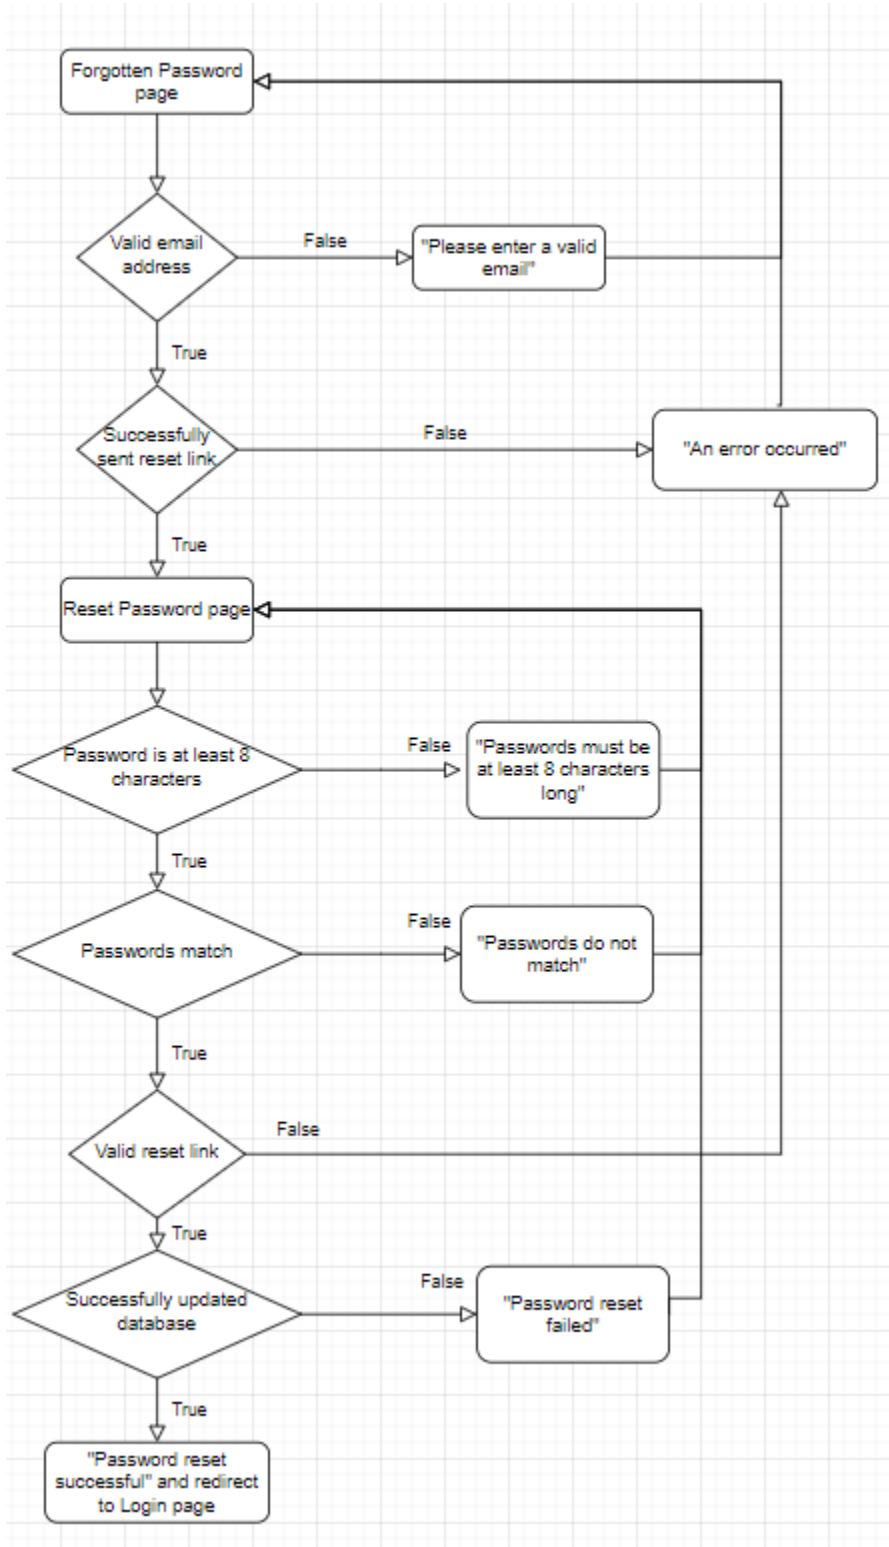 Forgotten Password
page
Valid email
address
False
"Please enter a valid
email"
True
Successfully
sent reset link
False
"An error occurred"
True
Reset Password page
Password is at least 8
characters
False
"Passwords must be
at least 8 characters
long"
True
Passwords match
False
"Passwords do not
match"
True
Valid reset link
False
True
Successfully updated
database
False
"Password reset
failed"
True
"Password reset
successful" and redirect
to Login page